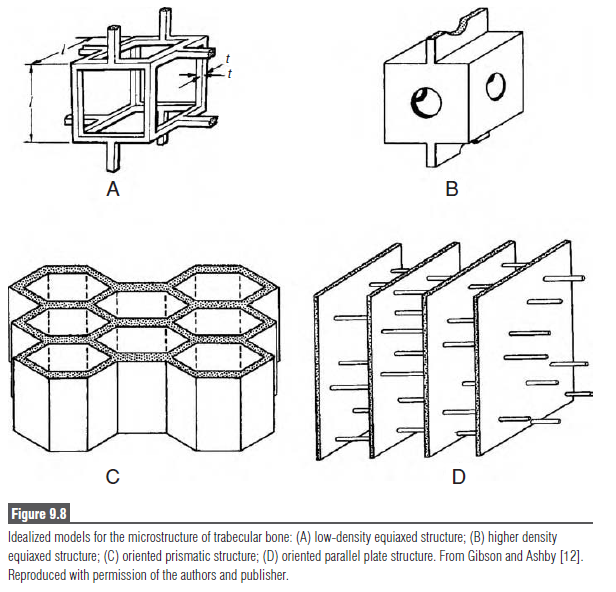 l
t
t
l
A
B
C
D
Figure 9.8
Idealized models for the microstructure of trabecular bone: (A) low-density equiaxed structure; (B) higher density
equiaxed structure; (C) oriented prismatic structure; (D) oriented parallel plate structure. From Gibson and Ashby [12].
Reproduced with permission of the authors and publisher.